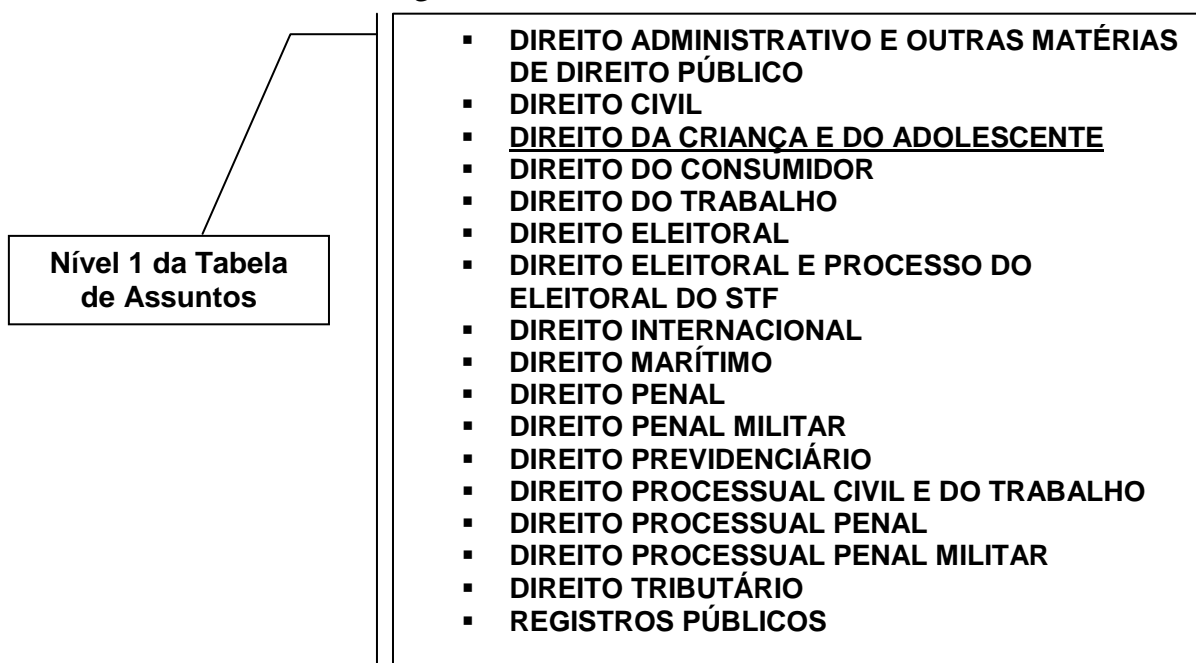 ▪ DIREITO ADMINISTRATIVO E OUTRAS MATÉRIAS
DE DIREITO PÚBLICO
▪ DIREITO CIVIL
▪ DIREITO DA CRIANÇA E DO ADOLESCENTE
▪ DIREITO DO CONSUMIDOR
▪ DIREITO DO TRABALHO
▪ DIREITO ELEITORAL
▪ DIREITO ELEITORAL E PROCESSO DO
ELEITORAL DO STF
▪ DIREITO INTERNACIONAL
▪ DIREITO MARÍTIMO
▪ DIREITO PENAL
▪ DIREITO PENAL MILITAR
▪ DIREITO PREVIDENCIÁRIO
▪ DIREITO PROCESSUAL CIVIL E DO TRABALHO
▪ DIREITO PROCESSUAL PENAL
▪ DIREITO PROCESSUAL PENAL MILITAR
▪ DIREITO TRIBUTÁRIO
▪ REGISTROS PÚBLICOS
Nível 1 da Tabela
de Assuntos